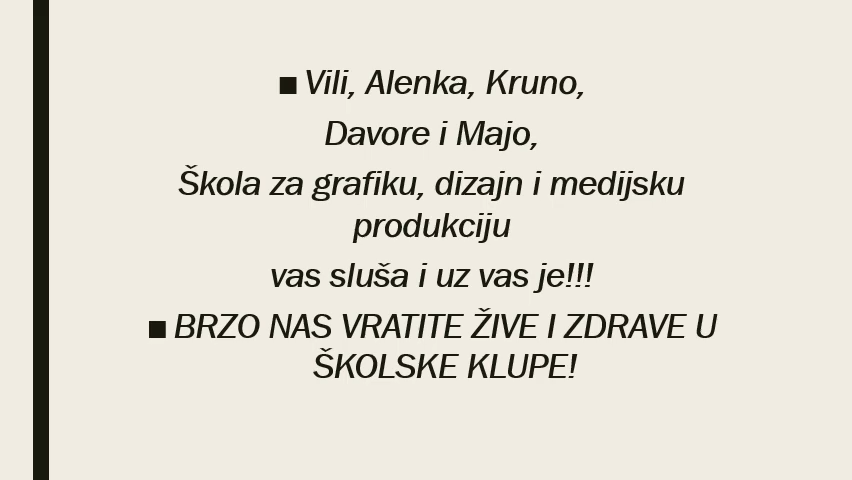 ■ Vili, Alenka, Kruno,
Davore i Majo,
Škola za grafiku, dizajn i medijsku
produkciju
vas sluša i uz vas je!!!
■ BRZO NAS VRATITE ŽIVE I ZDRAVE U
ŠKOLSKE KLUPE!